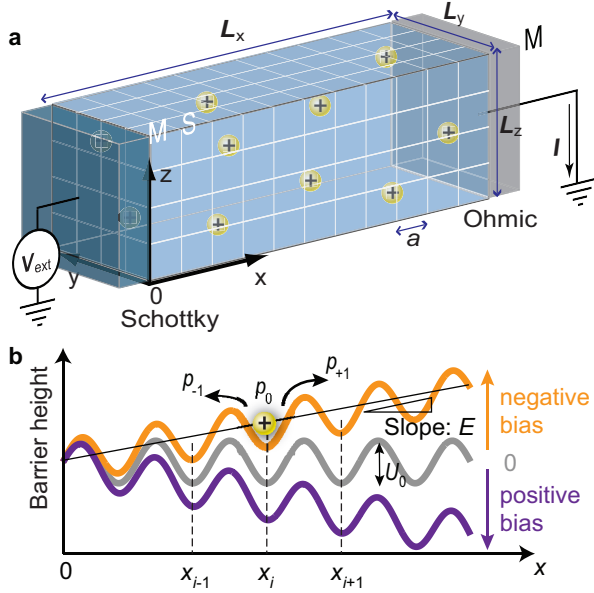 a
L_x
L_y
M
M
S
L_z
I
z
V_ext
y
0
x
a
Ohmic
Schottky
b
Barrier height
p_-1
p_0
p_+1
+
negative
bias
Slope: E
U_0
0
positive
bias
0
x_i-1
x_i
x_i+1
x